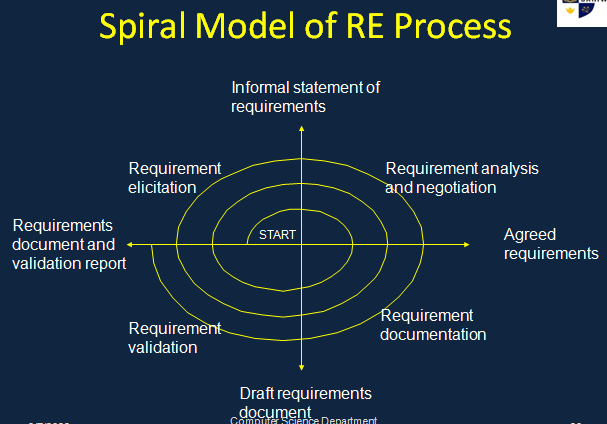 Spiral Model of RE Process
Informal statement of
requirements
Requirement
elicitation
Requirement analysis
and negotiation
START
Requirements
document and
validation report
Agreed
requirements
Requirement
validation
Requirement
documentation
Draft requirements
document
Computer Science Department